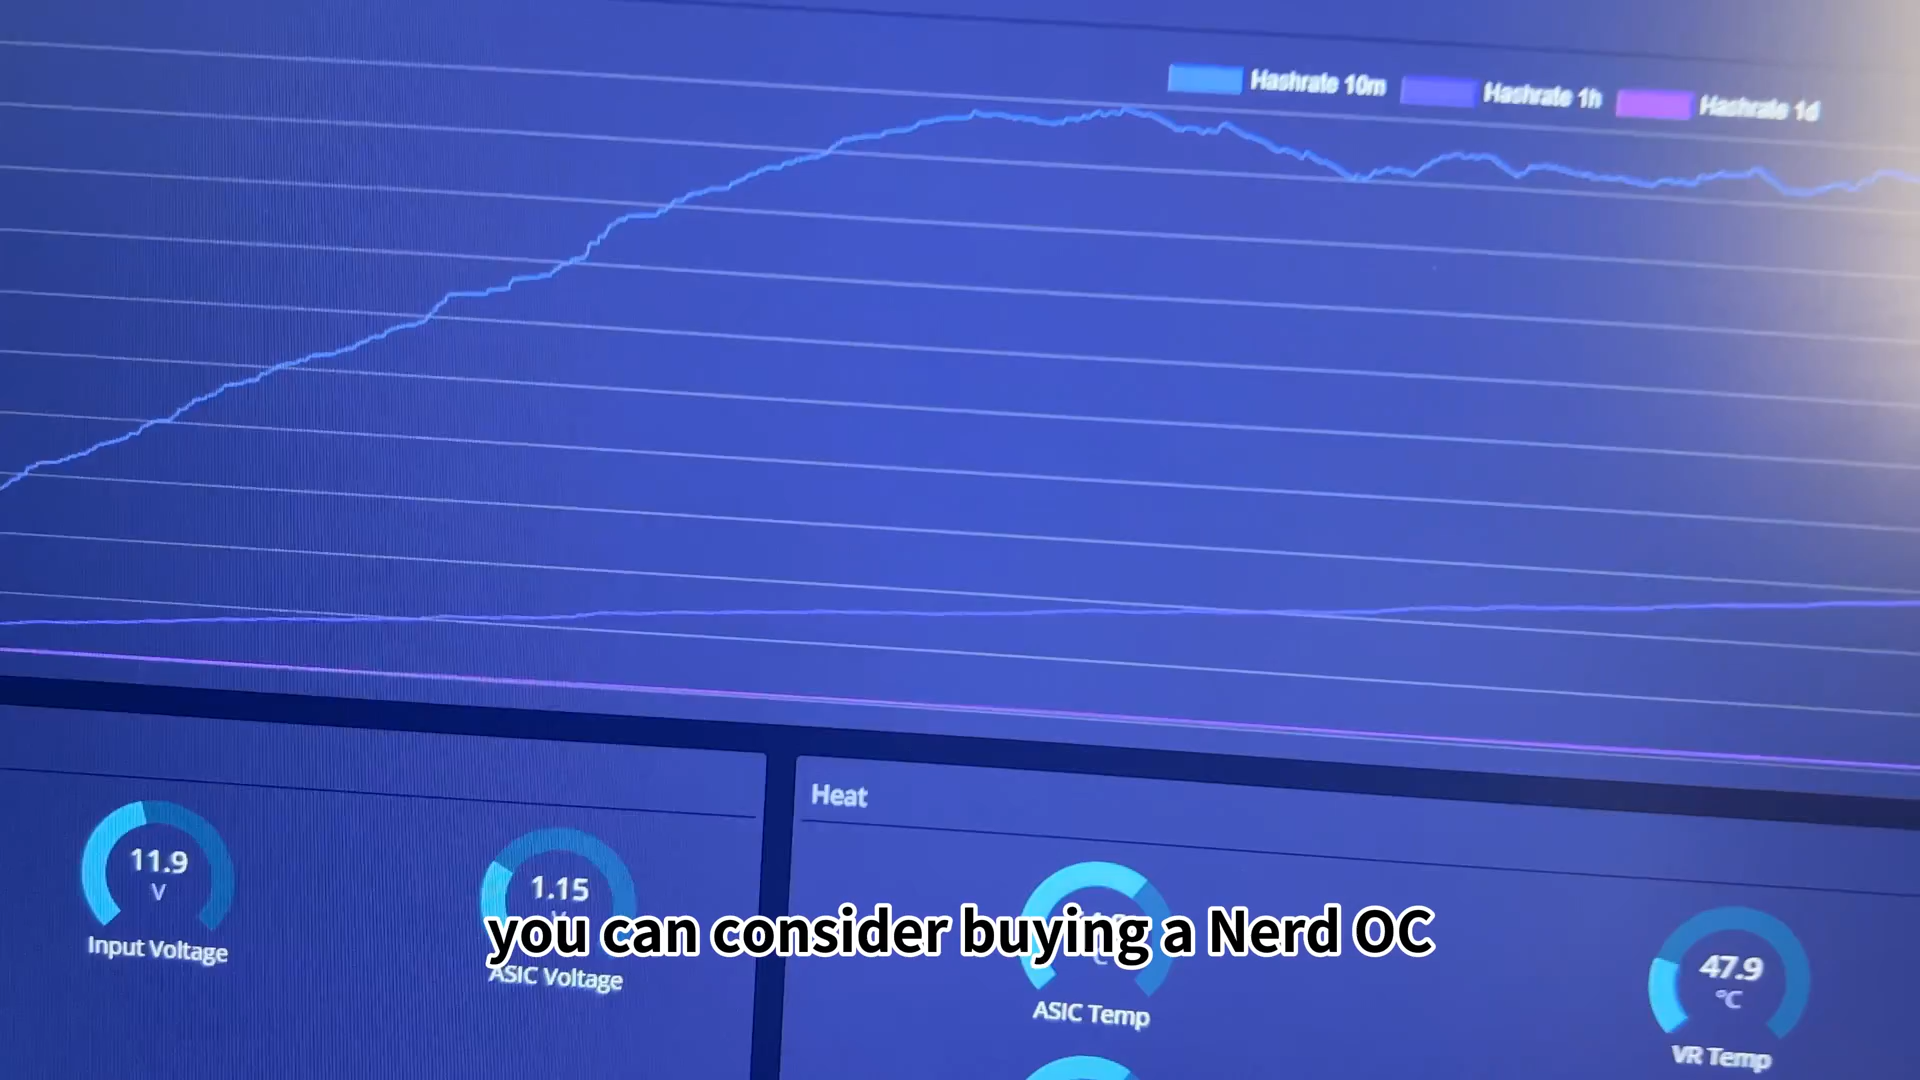 Hashrate 10m
Hashrate 1h
Hashrate 1d
Heat
11.9
V
Input Voltage
1.15
ASIC Voltage
you can consider buying a Nerd OC
ASIC Temp
47.9
°C
VR Temp